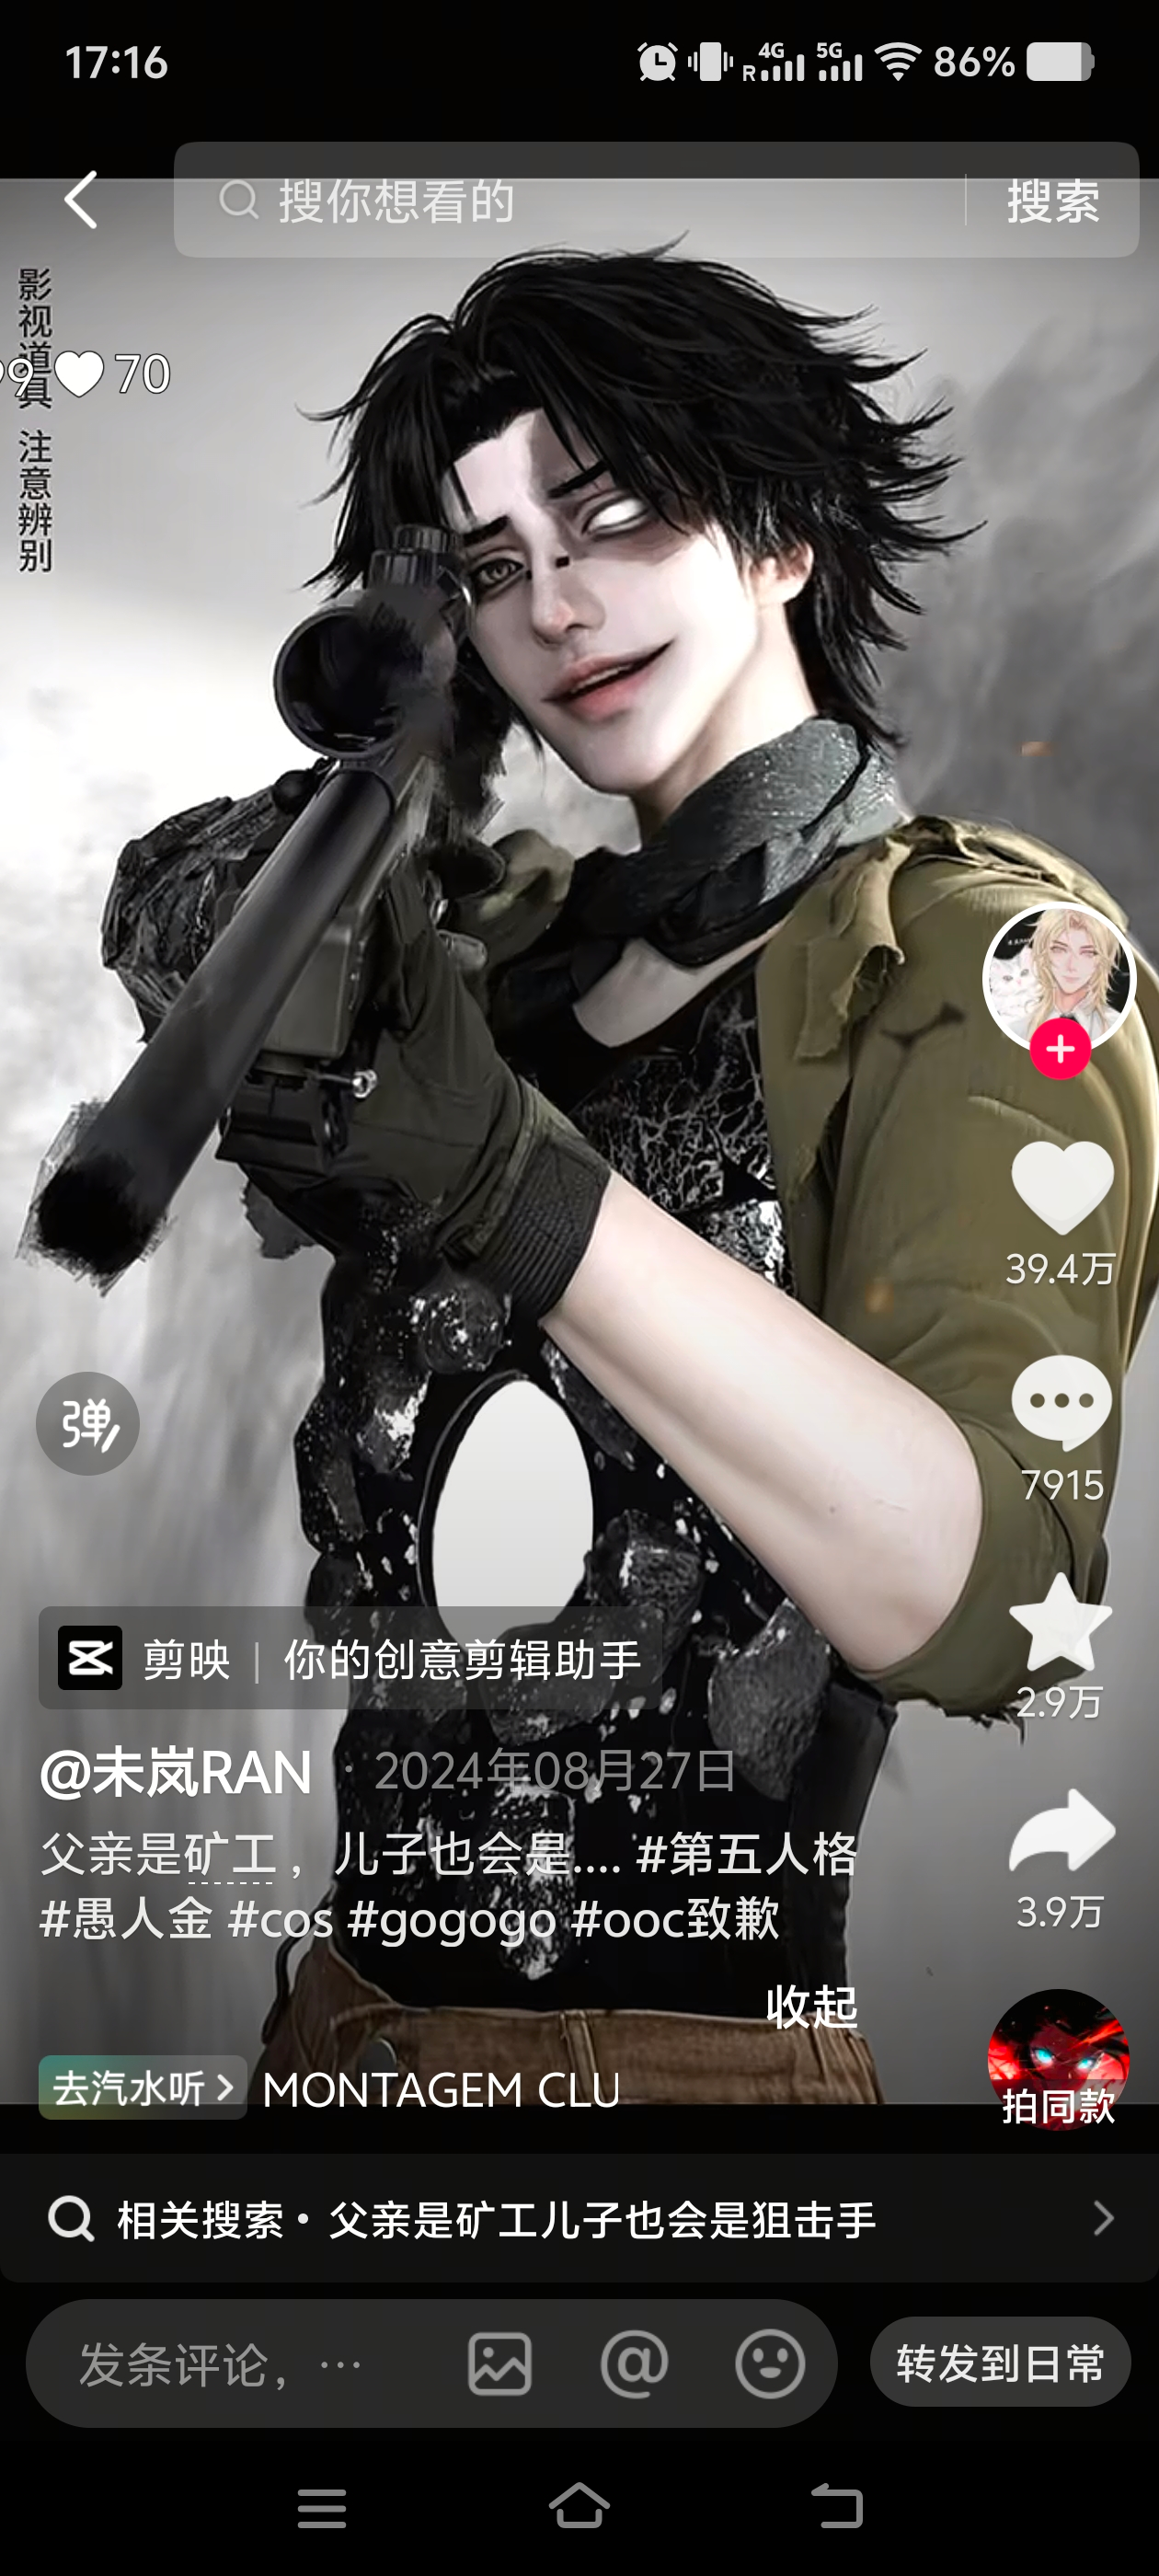 17:16
4G
5G
R
86%
搜你想看的
搜索
影视道具 注意辨别
99
70
39.4万
弹
7915
剪映 | 你的创意剪辑助手
2.9万
@未岚RAN · 2024年08月27日
父亲是矿工，儿子也会是.... #第五人格
#愚人金 #cos #gogogo #ooc致歉
3.9万
收起
去汽水听
MONTAGEM CLU
拍同款
相关搜索 · 父亲是矿工儿子也会是狙击手
发条评论，...
@
转发到日常